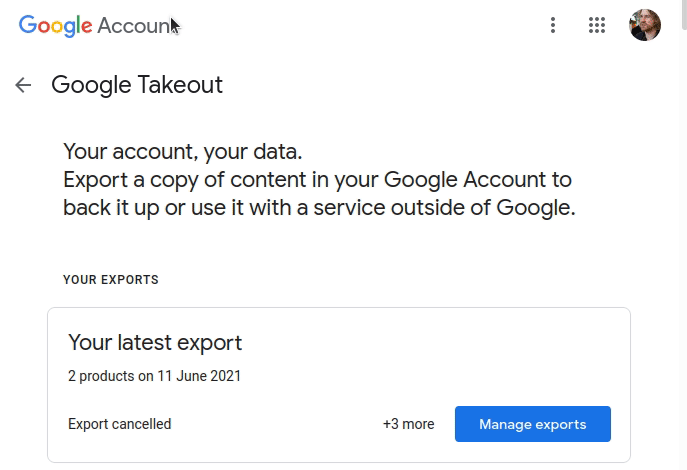 Google Account
Google Takeout
Your account, your data.
Export a copy of content in your Google Account to
back it up or use it with a service outside of Google.
YOUR EXPORTS
Your latest export
2 products on 11 June 2021
Export cancelled
+3 more
Manage exports